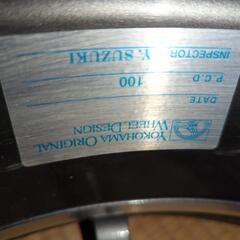 YOKOHAMA ORIGINAL
WHEEL DESIGN
DATE.
P.C.D 100
INSPECTOR Y. SUZUKI